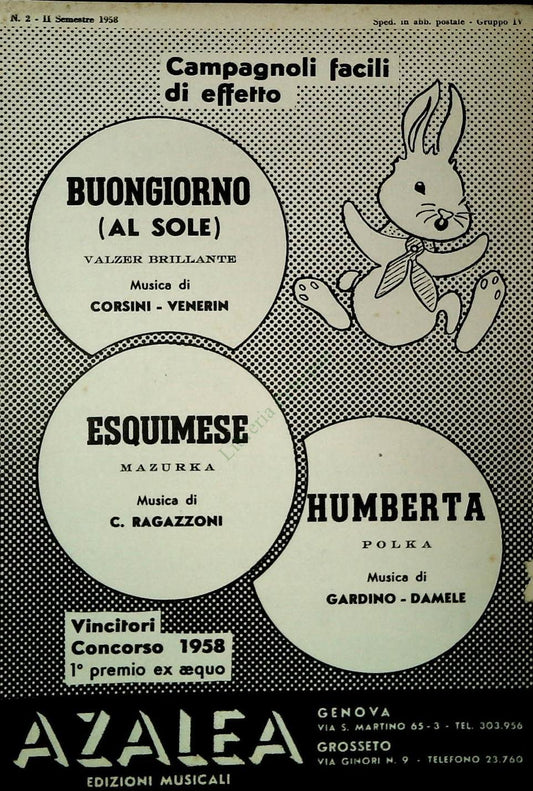 N. 2 - II Semestre 1958
Sped. in abb. postale - Gruppo IV
Campagnoli facili
di effetto
BUONGIORNO
(AL SOLE)
VALZER BRILLANTE
Musica di
CORSINI - VENERIN
ESQUIMESE
MAZURKA
Musica di
C. RAGAZZONI
HUMBERTA
POLKA
Musica di
GARDINO - DAMELE
Vincitori
Concorso 1958
1° premio ex æquo
AZALEA
EDIZIONI MUSICALI
GENOVA
VIA S. MARTINO 65 - 3 - TEL. 303.956
GROSSETO
VIA GINORI N. 9 - TELEFONO 23.760
Libreria